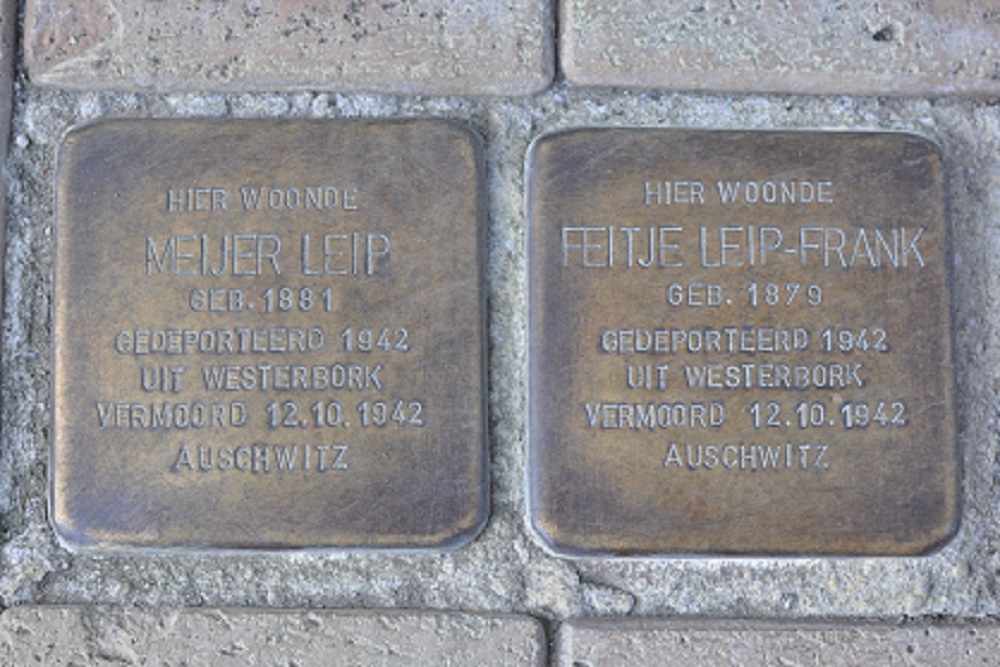 HIER WOONDE
MEIJER LEIP
GEB. 1881
GEDEPORTEERD 1942
UIT WESTERBORK
VERMOORD 12.10.1942
AUSCHWITZ
HIER WOONDE
FEITJE LEIP-FRANK
GEB. 1879
GEDEPORTEERD 1942
UIT WESTERBORK
VERMOORD 12.10.1942
AUSCHWITZ